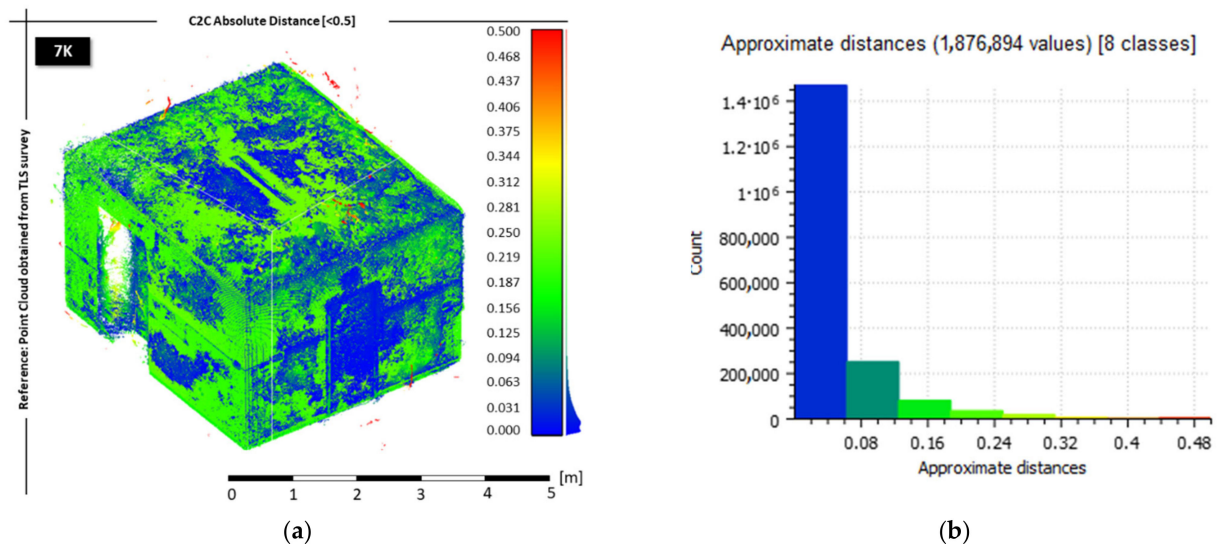 C2C Absolute Distance [<0.5]
7K
Reference: Point Cloud obtained from TLS survey
0.500
0.468
0.437
0.406
0.375
0.344
0.312
0.281
0.250
0.219
0.187
0.156
0.125
0.094
0.063
0.031
0.000
0 1 2 3 4 5 [m]
(a)
Approximate distances (1,876,894 values) [8 classes]
Count
1.4·10⁶
1.2·10⁶
1·10⁶
800,000
600,000
400,000
200,000
0
0.08 0.16 0.24 0.32 0.4 0.48
Approximate distances
(b)